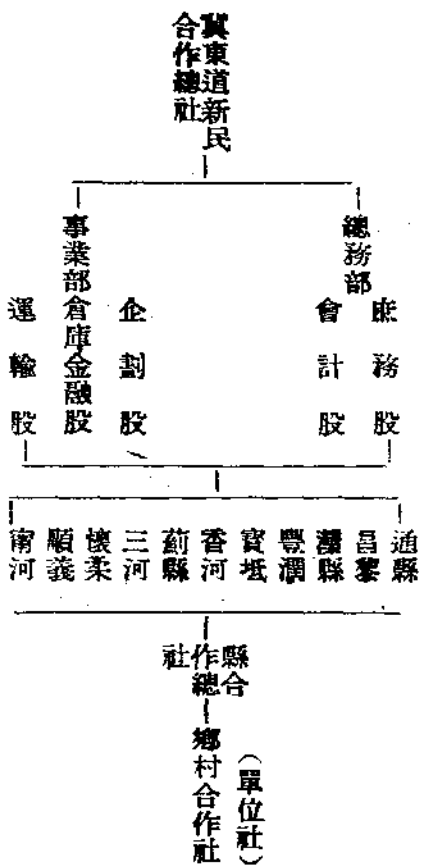 冀東道新民
合作總社
總務部
庶務股
會計股
事業部
企劃股
倉庫金融股
運輸股
通縣
昌黎
灤縣
豐潤
寶坻
香河
薊縣
三河
懷柔
順義
甯河
縣合
作總
社
鄉村合作社
（單位社）